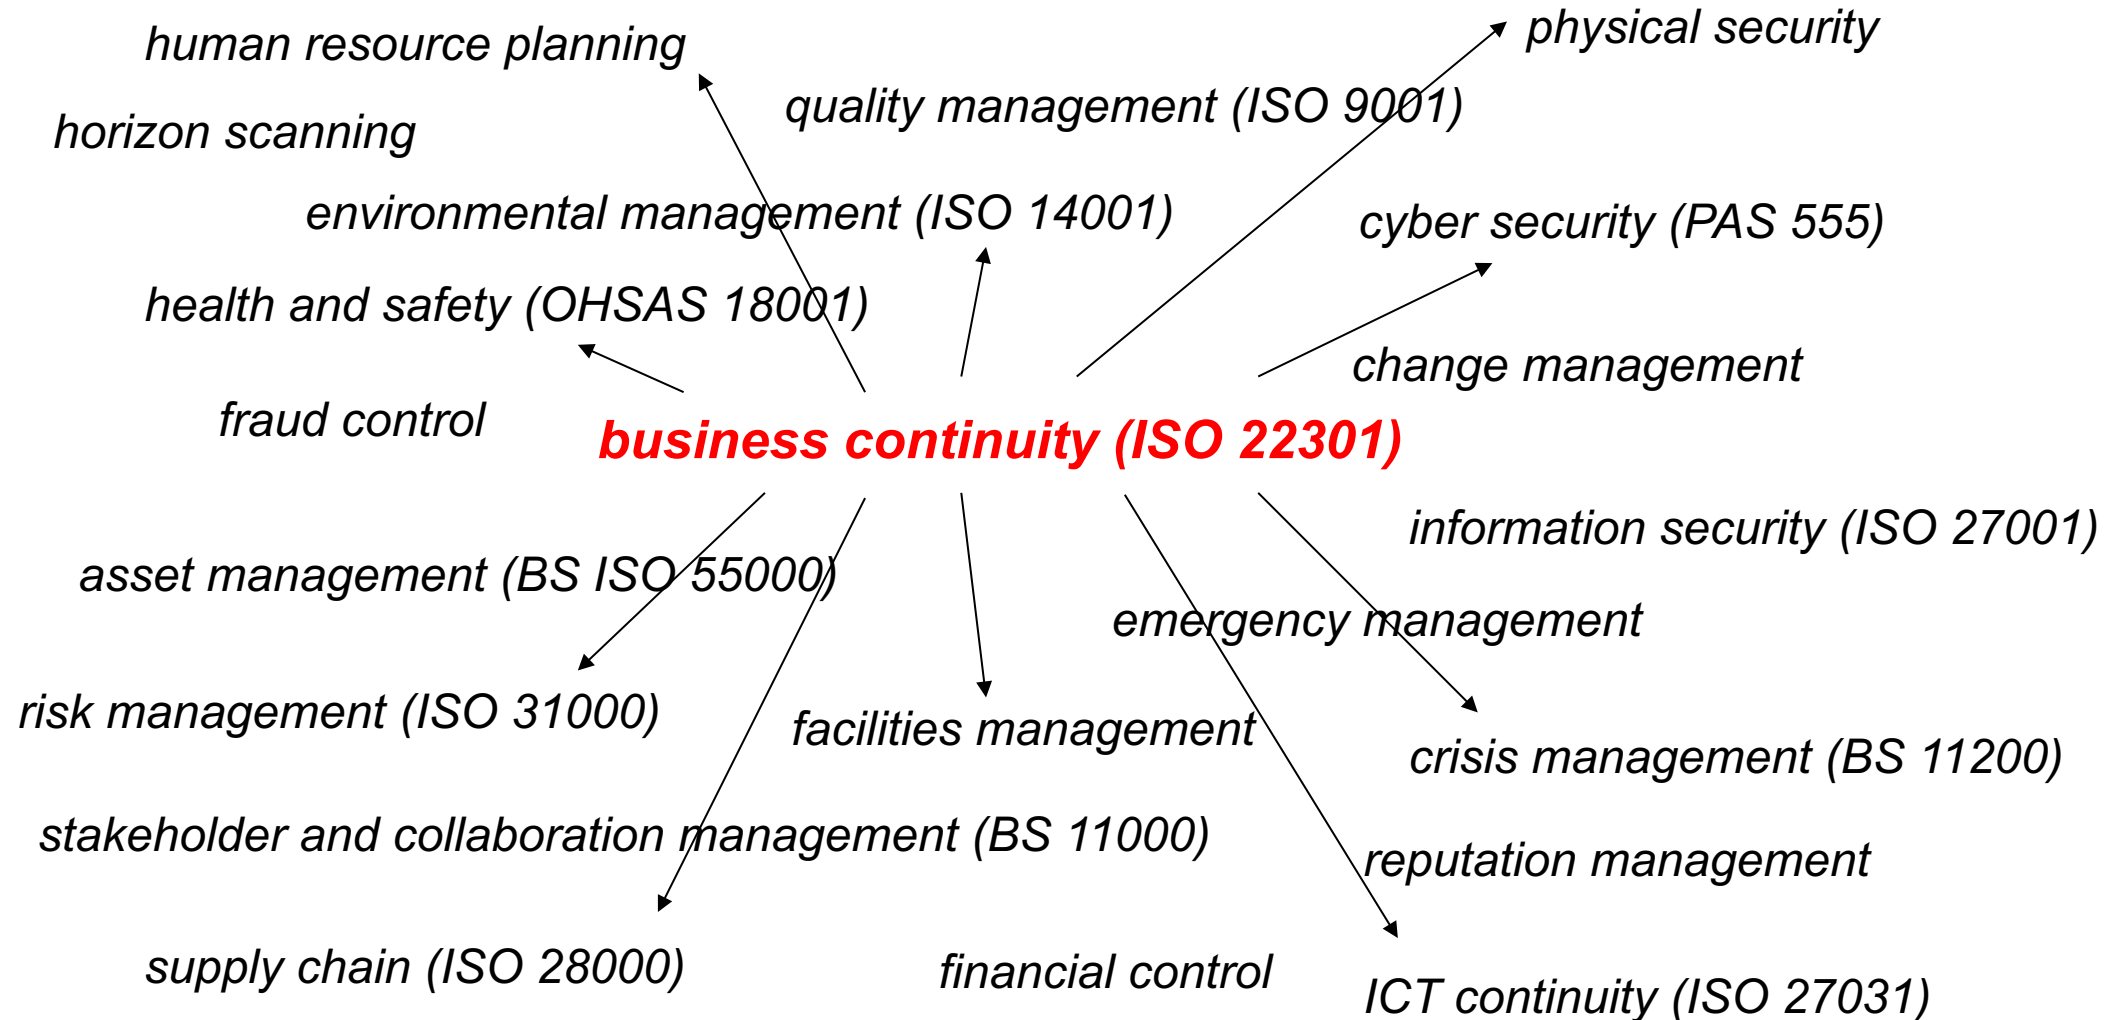 human resource planning
physical security
quality management (ISO 9001)
horizon scanning
environmental management (ISO 14001)
cyber security (PAS 555)
health and safety (OHSAS 18001)
change management
fraud control
business continuity (ISO 22301)
information security (ISO 27001)
asset management (BS ISO 55000)
emergency management
risk management (ISO 31000)
facilities management
crisis management (BS 11200)
stakeholder and collaboration management (BS 11000)
reputation management
supply chain (ISO 28000)
financial control
ICT continuity (ISO 27031)